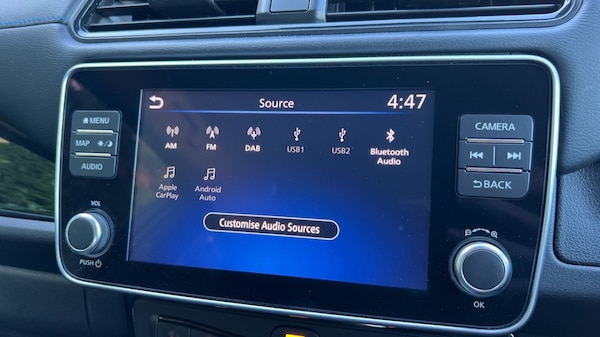 MENU
MAP
AUDIO
VOL
PUSH
Source
4:47
AM
FM
DAB
USB1
USB2
Bluetooth
Audio
Apple
CarPlay
Android
Auto
Customise Audio Sources
CAMERA
BACK
OK